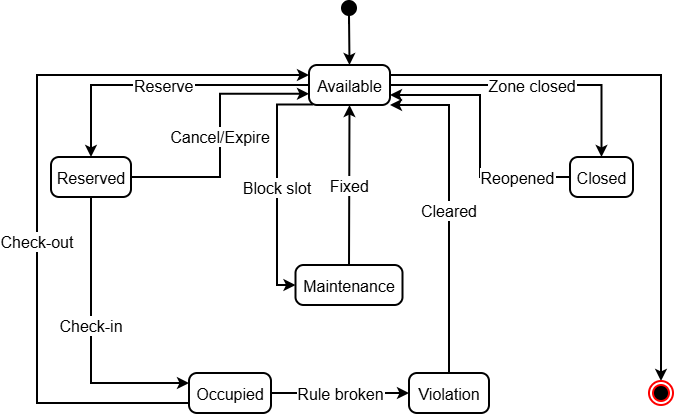 Available
Reserve
Zone closed
Cancel/Expire
Reserved
Block slot
Fixed
Reopened
Closed
Cleared
Check-out
Maintenance
Check-in
Occupied
Rule broken
Violation